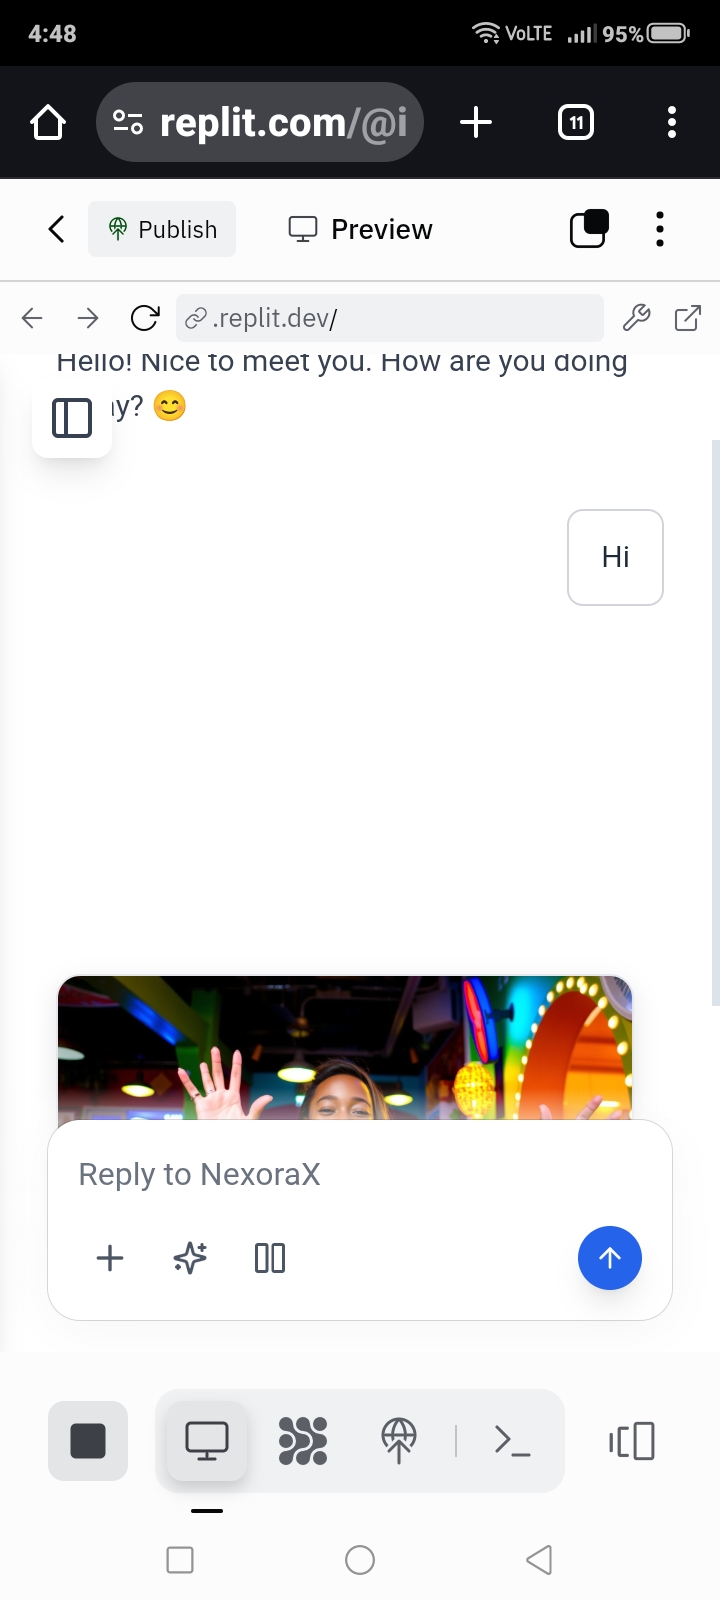 4:48
VoLTE 95%
replit.com/@i
11
Publish
Preview
.replit.dev/
Hello! Nice to meet you. How are you doing
y? 😊
Hi
Reply to NexoraX